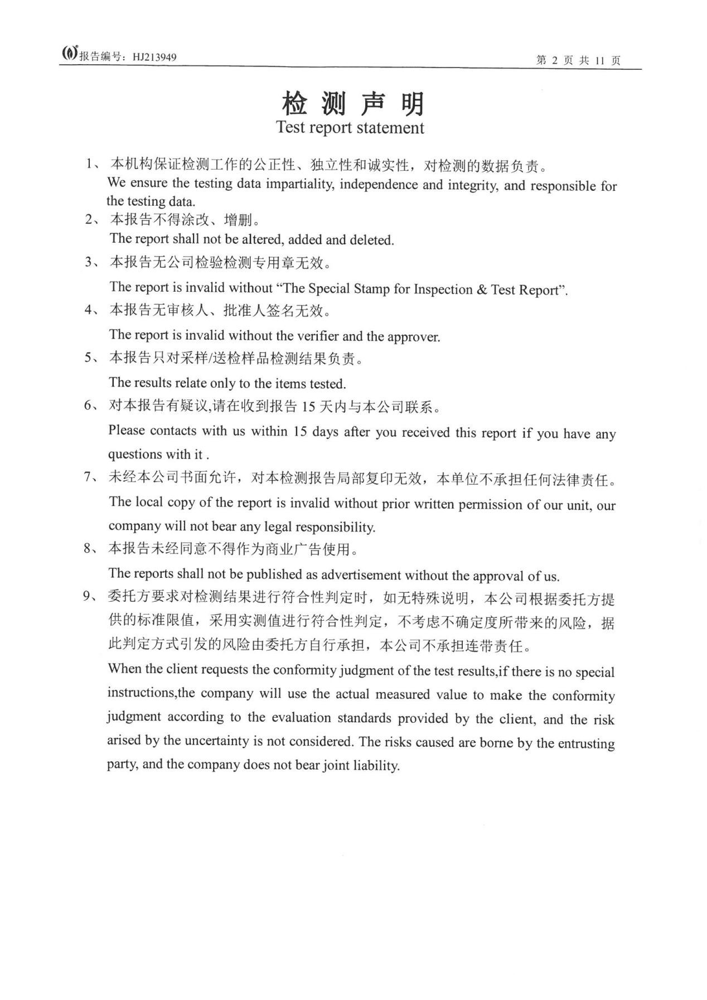 报告编号：HJ213949
第 2 页 共 11 页
检测声明
Test report statement
1、本机构保证检测工作的公正性、独立性和诚实性，对检测的数据负责。
We ensure the testing data impartiality, independence and integrity, and responsible for
the testing data.
2、本报告不得涂改、增删。
The report shall not be altered, added and deleted.
3、本报告无公司检验检测专用章无效。
The report is invalid without “The Special Stamp for Inspection & Test Report”.
4、本报告无审核人、批准人签名无效。
The report is invalid without the verifier and the approver.
5、本报告只对采样/送检样品检测结果负责。
The results relate only to the items tested.
6、对本报告有疑议,请在收到报告 15 天内与本公司联系。
Please contacts with us within 15 days after you received this report if you have any
questions with it .
7、未经本公司书面允许，对本检测报告局部复印无效，本单位不承担任何法律责任。
The local copy of the report is invalid without prior written permission of our unit, our
company will not bear any legal responsibility.
8、本报告未经同意不得作为商业广告使用。
The reports shall not be published as advertisement without the approval of us.
9、委托方要求对检测结果进行符合性判定时，如无特殊说明，本公司根据委托方提
供的标准限值，采用实测值进行符合性判定，不考虑不确定度所带来的风险，据
此判定方式引发的风险由委托方自行承担，本公司不承担连带责任。
When the client requests the conformity judgment of the test results,if there is no special
instructions,the company will use the actual measured value to make the conformity
judgment according to the evaluation standards provided by the client, and the risk
arised by the uncertainty is not considered. The risks caused are borne by the entrusting
party, and the company does not bear joint liability.